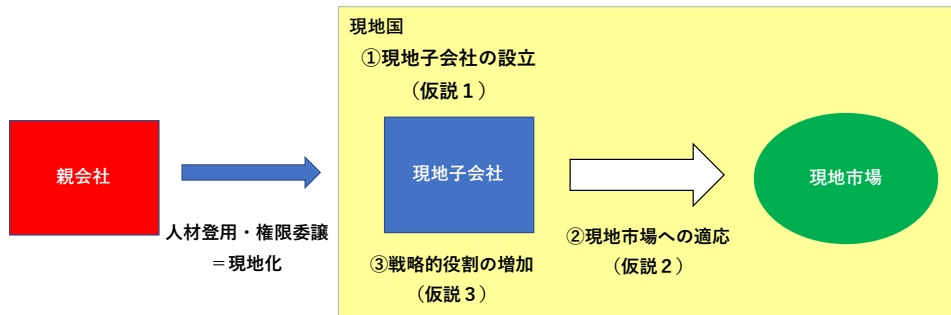 現地国
①現地子会社の設立
（仮説１）
親会社
現地子会社
現地市場
人材登用・権限委譲
＝現地化
②現地市場への適応
（仮説２）
③戦略的役割の増加
（仮説３）